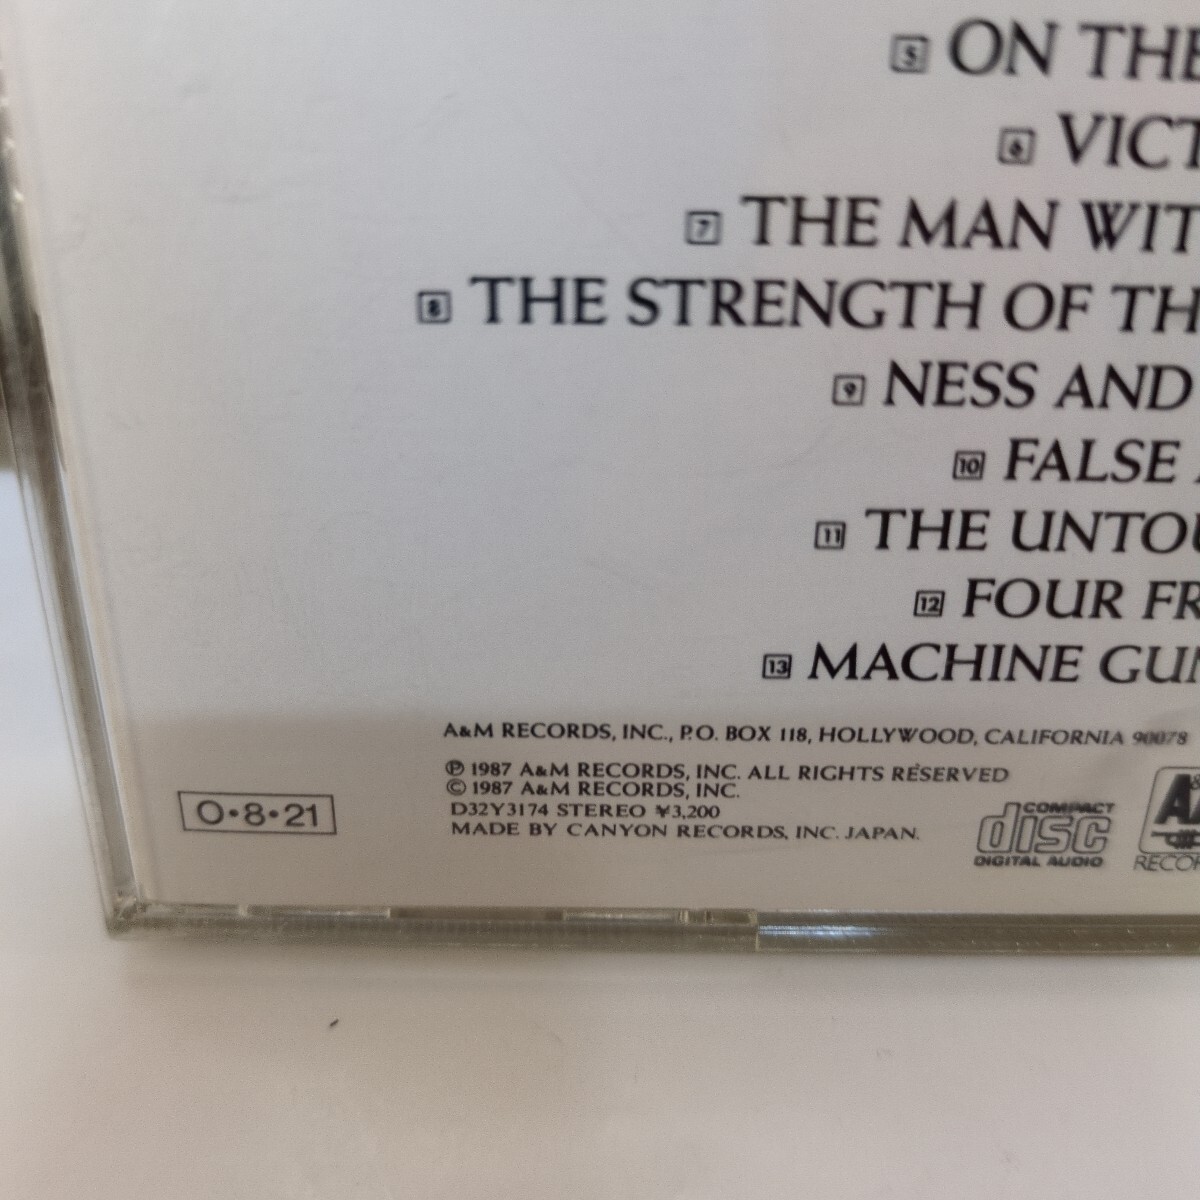 5 ON THE
6 VICT
7 THE MAN WIT
8 THE STRENGTH OF TH
9 NESS AND
10 FALSE
11 THE UNTOU
12 FOUR FR
13 MACHINE GUN
A&M RECORDS, INC., P.O. BOX 118, HOLLYWOOD, CALIFORNIA 90078
℗ 1987 A&M RECORDS, INC. ALL RIGHTS RESERVED
© 1987 A&M RECORDS, INC.
D32Y3174 STEREO ¥3,200
MADE BY CANYON RECORDS, INC. JAPAN.
O•8•21
COMPACT
disc
DIGITAL AUDIO
A&
RECOR